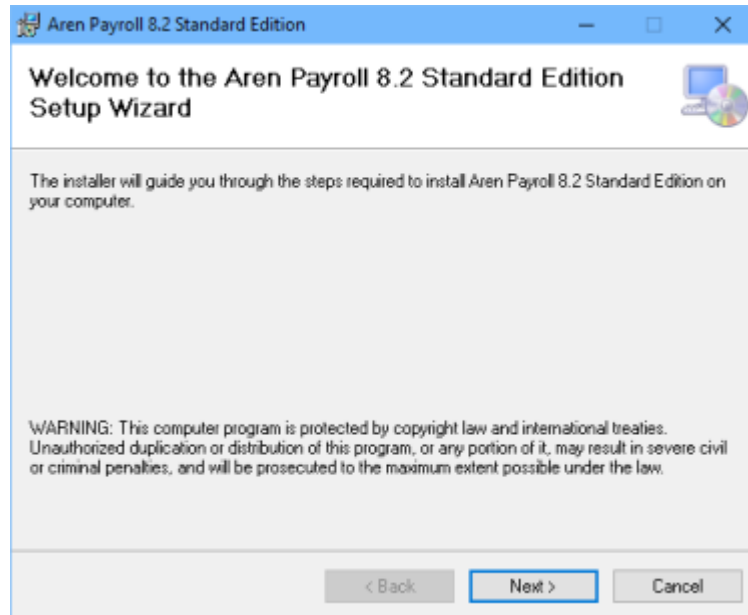 Aren Payroll 8.2 Standard Edition
Welcome to the Aren Payroll 8.2 Standard Edition
Setup Wizard
The installer will guide you through the steps required to install Aren Payroll 8.2 Standard Edition on
your computer.
WARNING: This computer program is protected by copyright law and international treaties.
Unauthorized duplication or distribution of this program, or any portion of it, may result in severe civil
or criminal penalties, and will be prosecuted to the maximum extent possible under the law.
< Back Next > Cancel